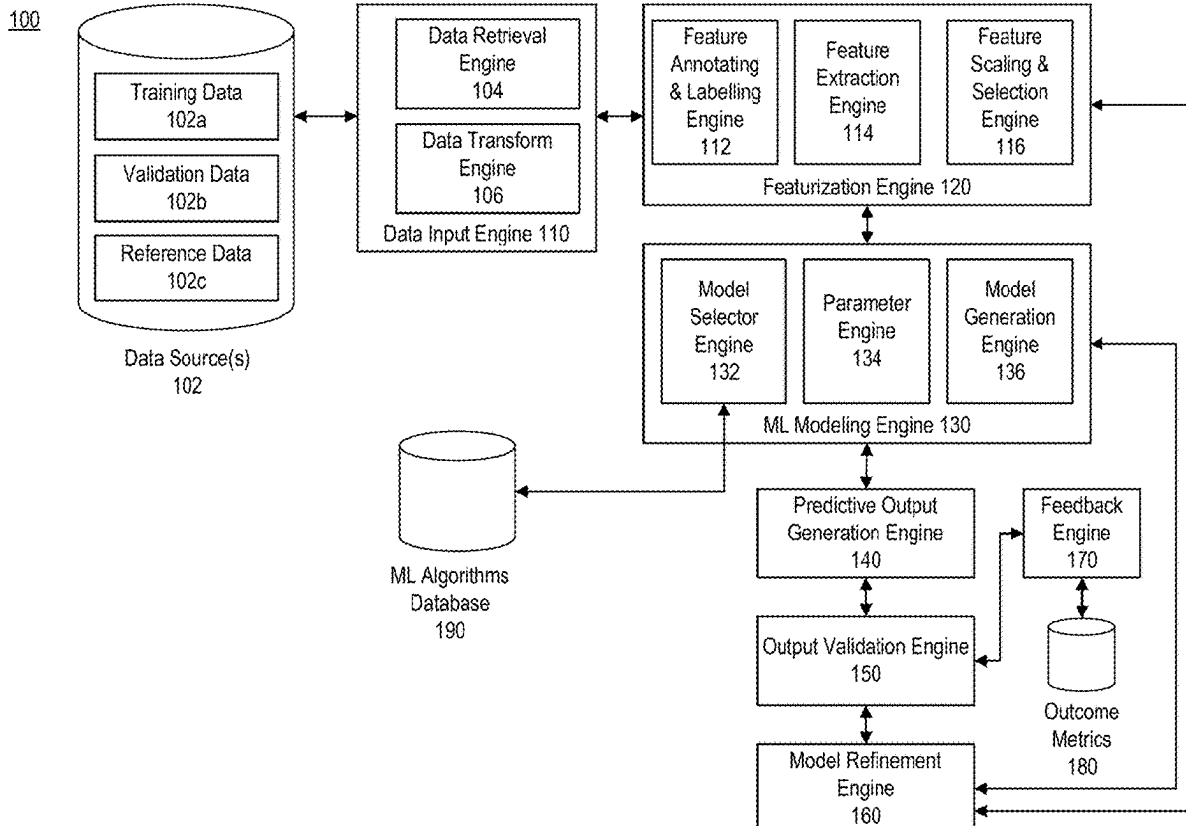 100
Training Data
102a
Validation Data
102b
Reference Data
102c
Data Source(s)
102
Data Retrieval
Engine
104
Data Transform
Engine
106
Data Input Engine 110
Feature
Annotating
& Labelling
Engine
112
Feature
Extraction
Engine
114
Feature
Scaling &
Selection
Engine
116
Featurization Engine 120
Model
Selector
Engine
132
Parameter
Engine
134
Model
Generation
Engine
136
ML Modeling Engine 130
ML Algorithms
Database
190
Predictive Output
Generation Engine
140
Feedback
Engine
170
Output Validation Engine
150
Outcome
Metrics
180
Model Refinement
Engine
160